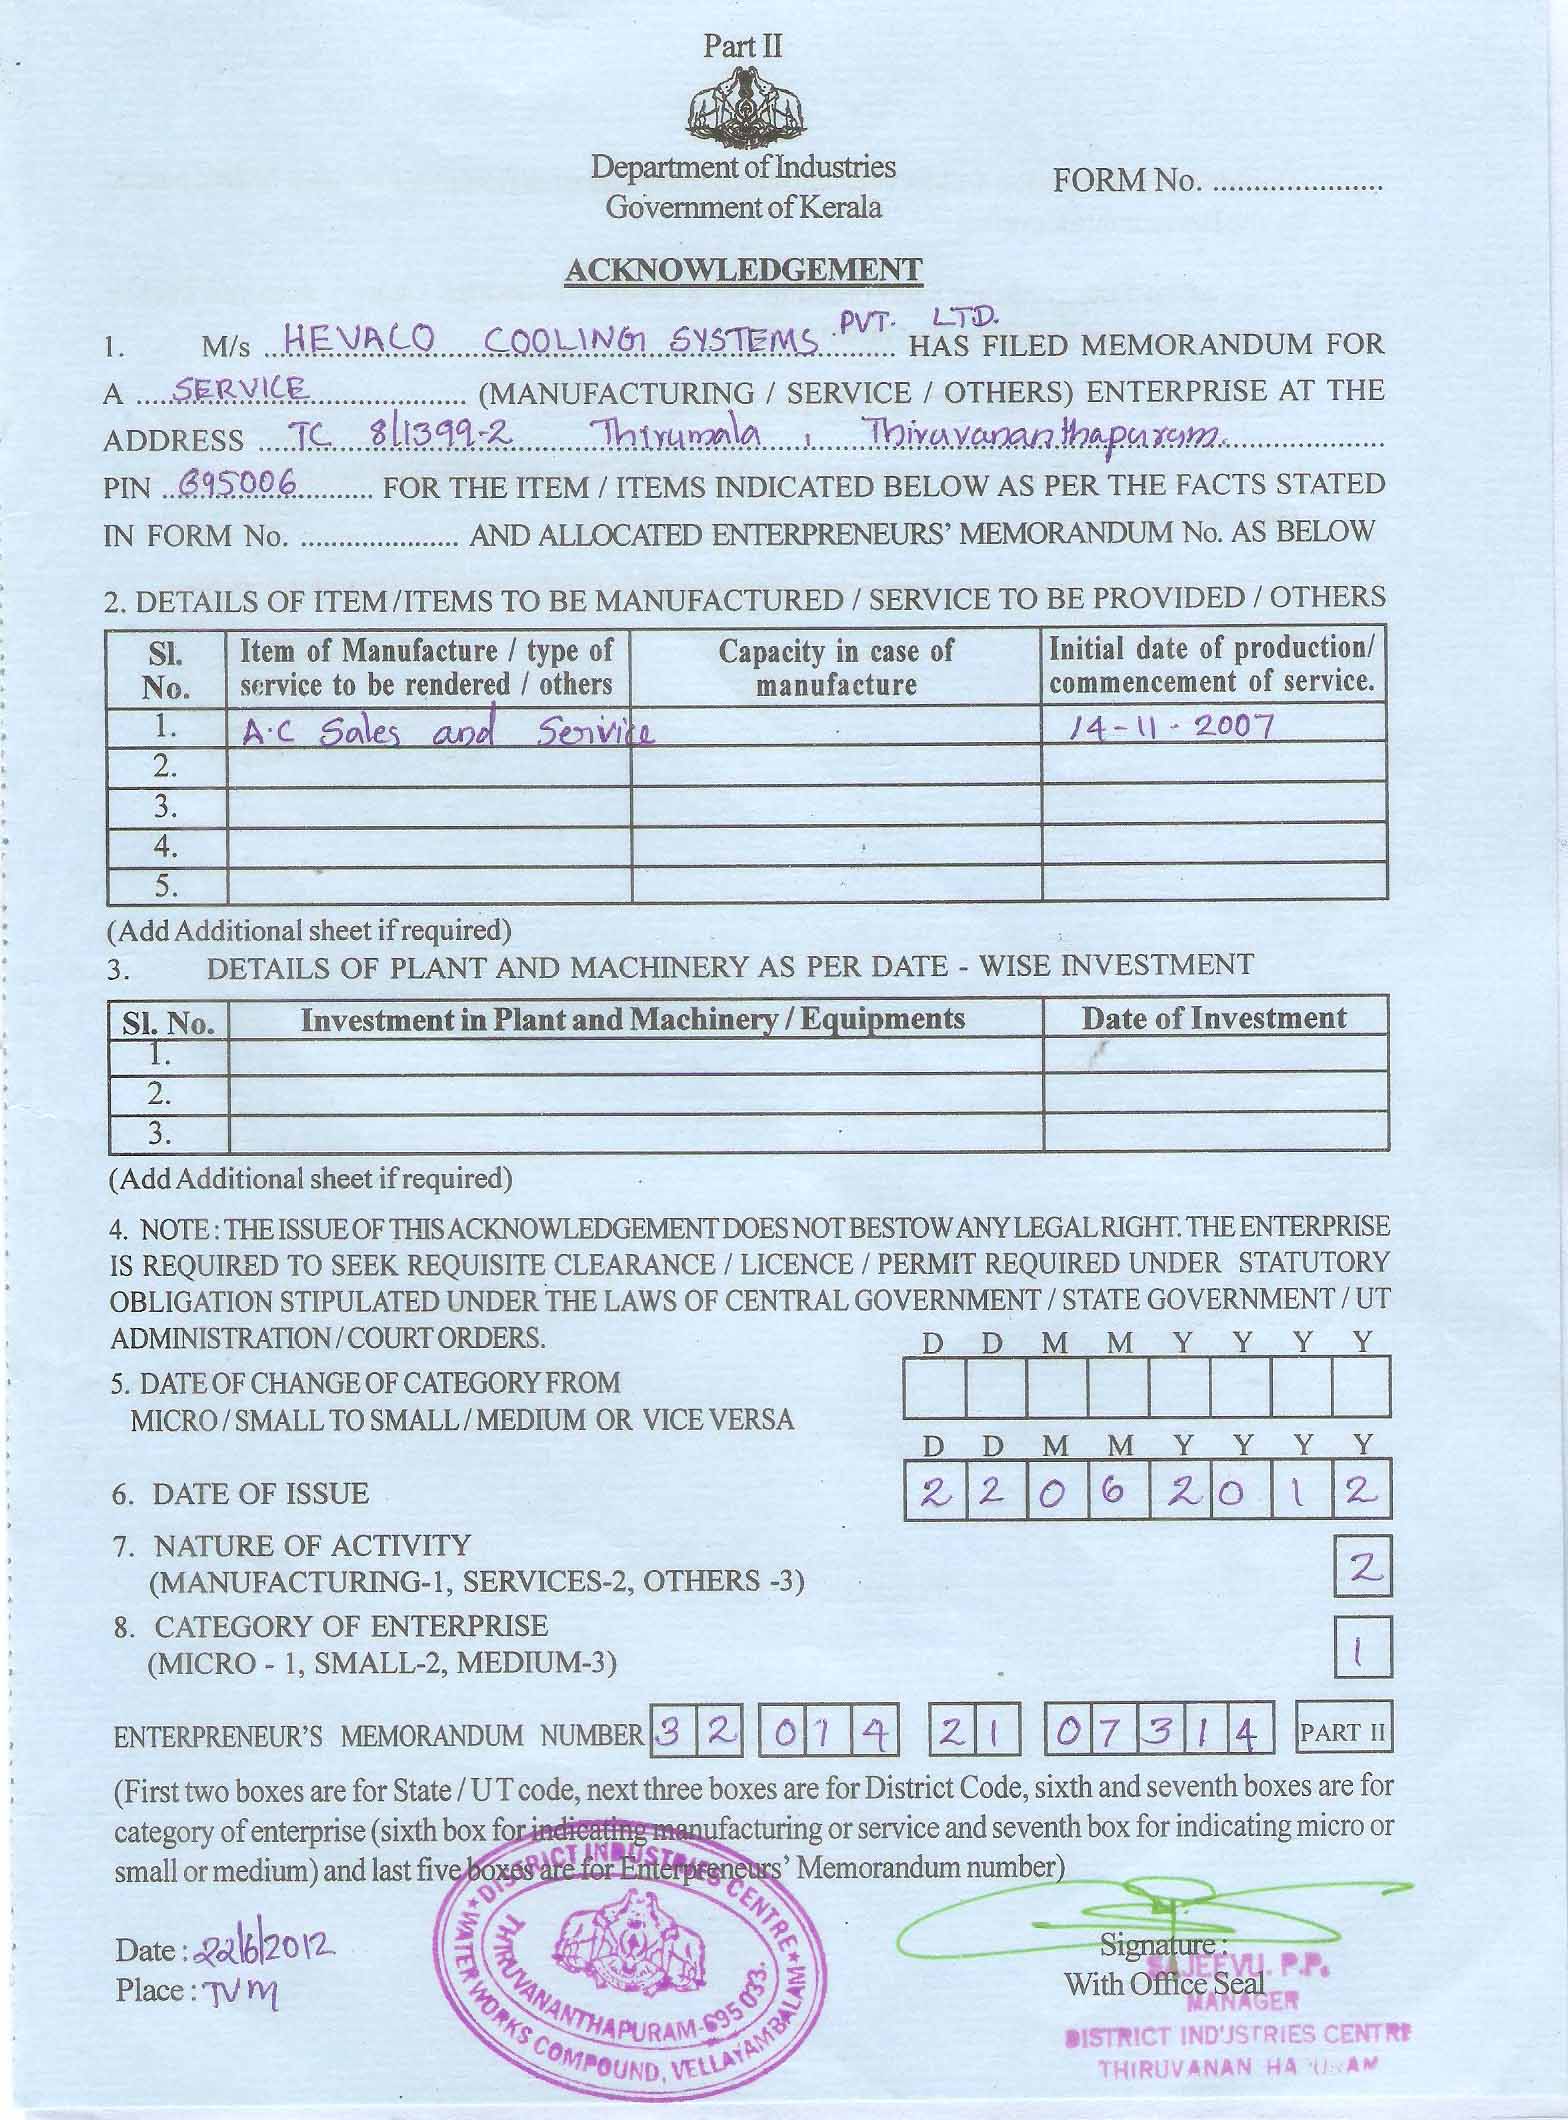 Part II
Department of Industries
Government of Kerala
FORM No. ......................
ACKNOWLEDGEMENT
1. M/s HEVACO COOLING SYSTEMS PVT. LTD. HAS FILED MEMORANDUM FOR
A SERVICE (MANUFACTURING / SERVICE / OTHERS) ENTERPRISE AT THE
ADDRESS TC 8/1399-2 Thirumala, Thiruvananthapuram.
PIN 695006 FOR THE ITEM / ITEMS INDICATED BELOW AS PER THE FACTS STATED
IN FORM No. .................... AND ALLOCATED ENTERPRENEURS' MEMORANDUM No. AS BELOW
2. DETAILS OF ITEM/ITEMS TO BE MANUFACTURED / SERVICE TO BE PROVIDED / OTHERS
Sl. No. Item of Manufacture / type of service to be rendered / others Capacity in case of manufacture Initial date of production/ commencement of service.
1. A.C Sales and Service 14-11-2007
2.
3.
4.
5.
(Add Additional sheet if required)
3. DETAILS OF PLANT AND MACHINERY AS PER DATE - WISE INVESTMENT
Sl. No. Investment in Plant and Machinery / Equipments Date of Investment
1.
2.
3.
(Add Additional sheet if required)
4. NOTE : THE ISSUE OF THIS ACKNOWLEDGEMENT DOES NOT BESTOW ANY LEGAL RIGHT. THE ENTERPRISE
IS REQUIRED TO SEEK REQUISITE CLEARANCE / LICENCE / PERMIT REQUIRED UNDER STATUTORY
OBLIGATION STIPULATED UNDER THE LAWS OF CENTRAL GOVERNMENT / STATE GOVERNMENT / UT
ADMINISTRATION / COURT ORDERS.
D D M M Y Y Y Y
5. DATE OF CHANGE OF CATEGORY FROM
MICRO / SMALL TO SMALL / MEDIUM OR VICE VERSA
D D M M Y Y Y Y
6. DATE OF ISSUE 2 2 0 6 2 0 1 2
7. NATURE OF ACTIVITY
(MANUFACTURING-1, SERVICES-2, OTHERS -3) 2
8. CATEGORY OF ENTERPRISE
(MICRO - 1, SMALL-2, MEDIUM-3) 1
ENTERPRENEUR'S MEMORANDUM NUMBER 3 2 0 1 4 2 1 0 7 3 1 4 PART II
(First two boxes are for State / UT code, next three boxes are for District Code, sixth and seventh boxes are for
category of enterprise (sixth box for indicating manufacturing or service and seventh box for indicating micro or
small or medium) and last five boxes are for Enterpreneurs' Memorandum number)
DISTRICT INDUSTRIES CENTRE
THIRUVANANTHAPURAM-695 033.
WATER WORKS COMPOUND, VELLAYAMBALAM
Date : 22/6/2012
Place : TVM
Signature :
With Office Seal
SAJEEVU. P.P.
MANAGER
DISTRICT INDUSTRIES CENTRE